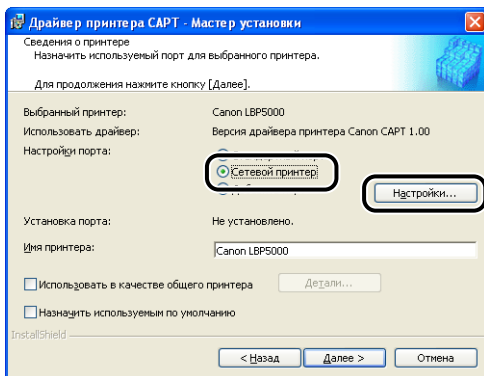 Драйвер принтера CAPT - Мастер установки
Сведения о принтере
Назначить используемый порт для выбранного принтера.
Для продолжения нажмите кнопку [Далее].
Выбранный принтер: Canon LBP5000
Использовать драйвер: Версия драйвера принтера Canon CAPT 1.00
Настройки порта:
Сетевой принтер
Настройки...
Установка порта: Не установлено.
Имя принтера: Canon LBP5000
Использовать в качестве общего принтера Детали...
Назначить используемым по умолчанию
InstallShield
< Назад Далее > Отмена